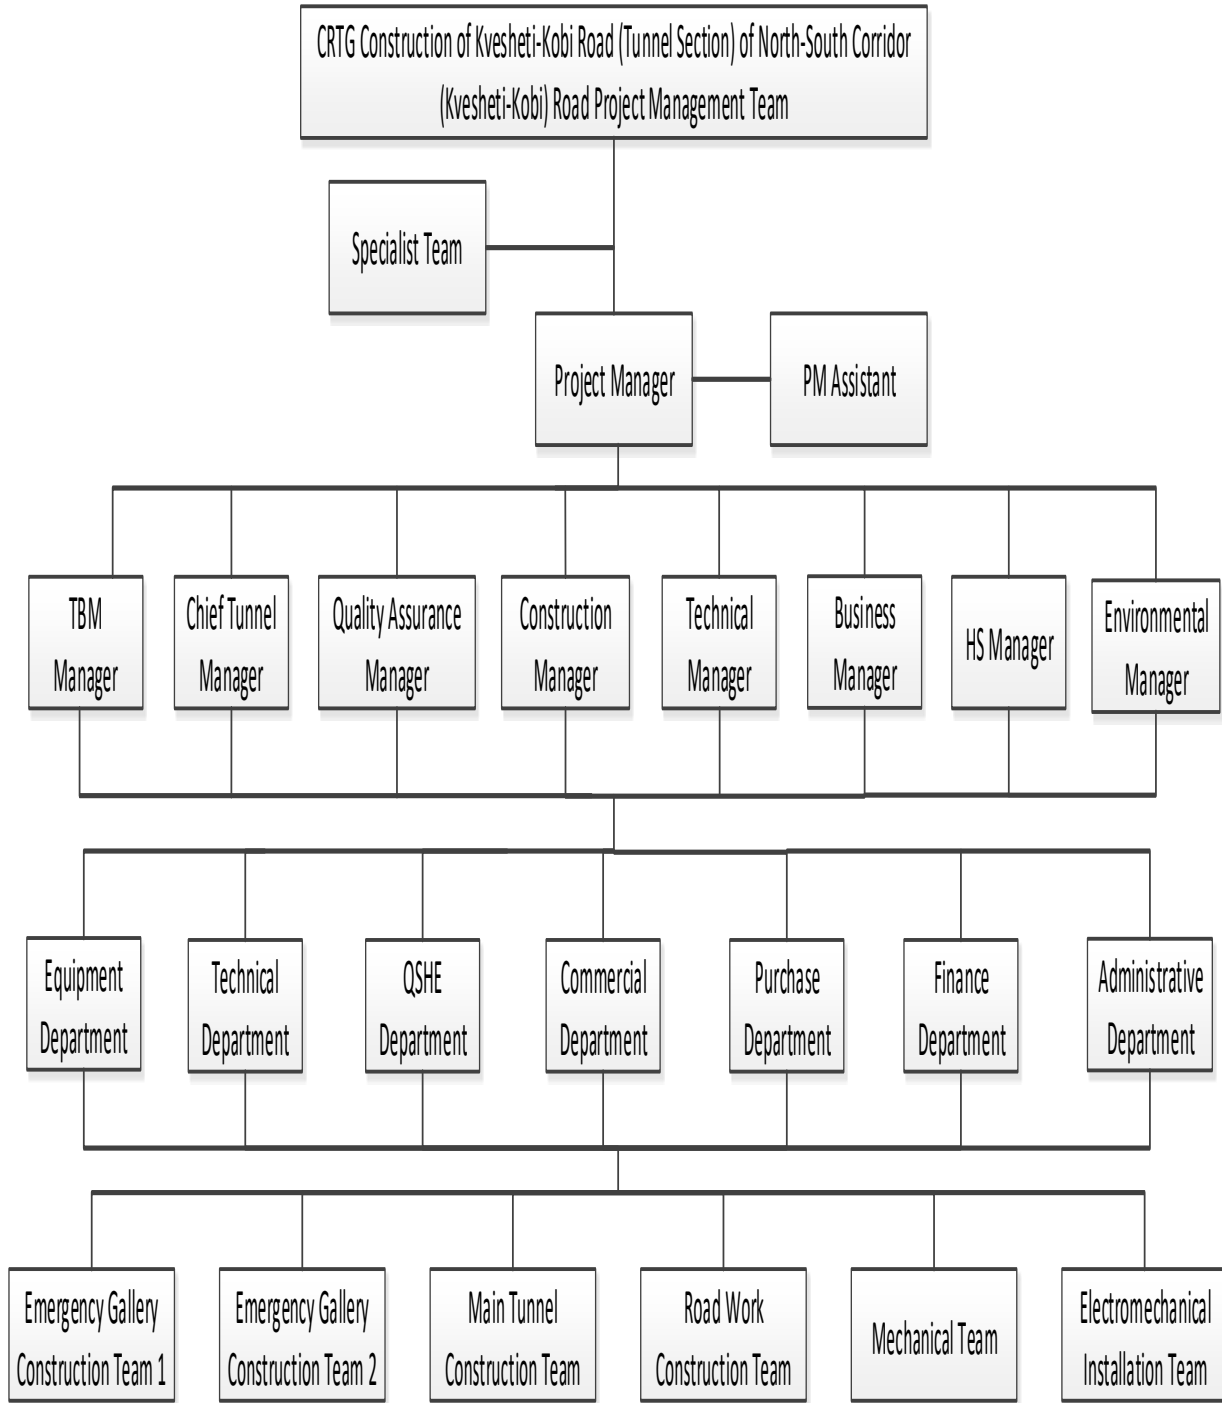 CRTG Construction of Kvesheti-Kobi Road (Tunnel Section) of North-South Corridor
(Kvesheti-Kobi) Road Project Management Team
Specialist Team
Project Manager
PM Assistant
TBM
Manager
Chief Tunnel
Manager
Quality Assurance
Manager
Construction
Manager
Technical
Manager
Business
Manager
HS Manager
Environmental
Manager
Equipment
Department
Technical
Department
QSHE
Department
Commercial
Department
Purchase
Department
Finance
Department
Administrative
Department
Emergency Gallery
Construction Team 1
Emergency Gallery
Construction Team 2
Main Tunnel
Construction Team
Road Work
Construction Team
Mechanical Team
Electromechanical
Installation Team